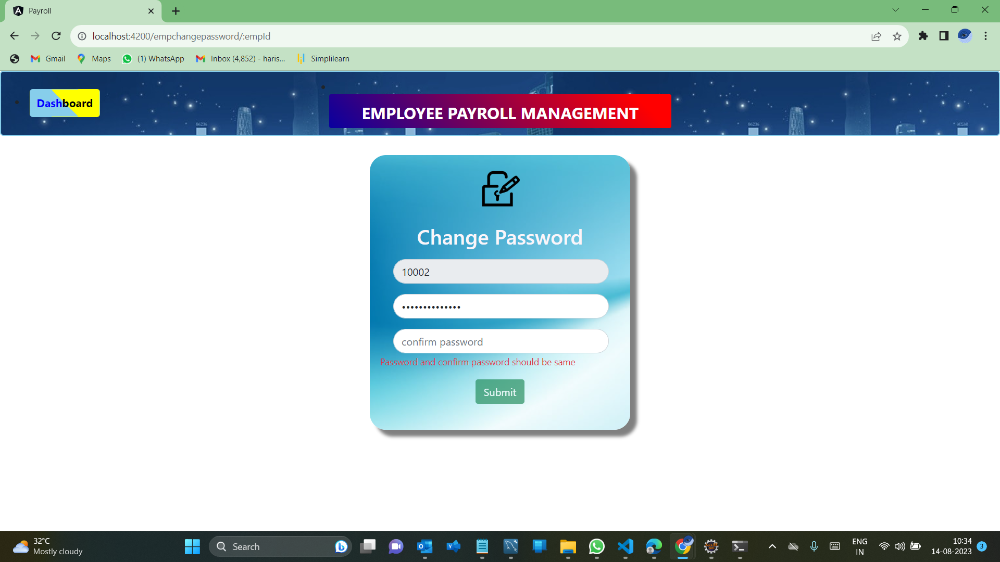 Payroll
localhost:4200/empchangepassword/:empId
Gmail
Maps
(1) WhatsApp
Inbox (4,852) - haris...
Simplilearn
Dashboard
EMPLOYEE PAYROLL MANAGEMENT
Change Password
10002
••••••••••••••
confirm password
Password and confirm password should be same
Submit
32°C
Mostly cloudy
Search
ENG
IN
10:34
14-08-2023
3